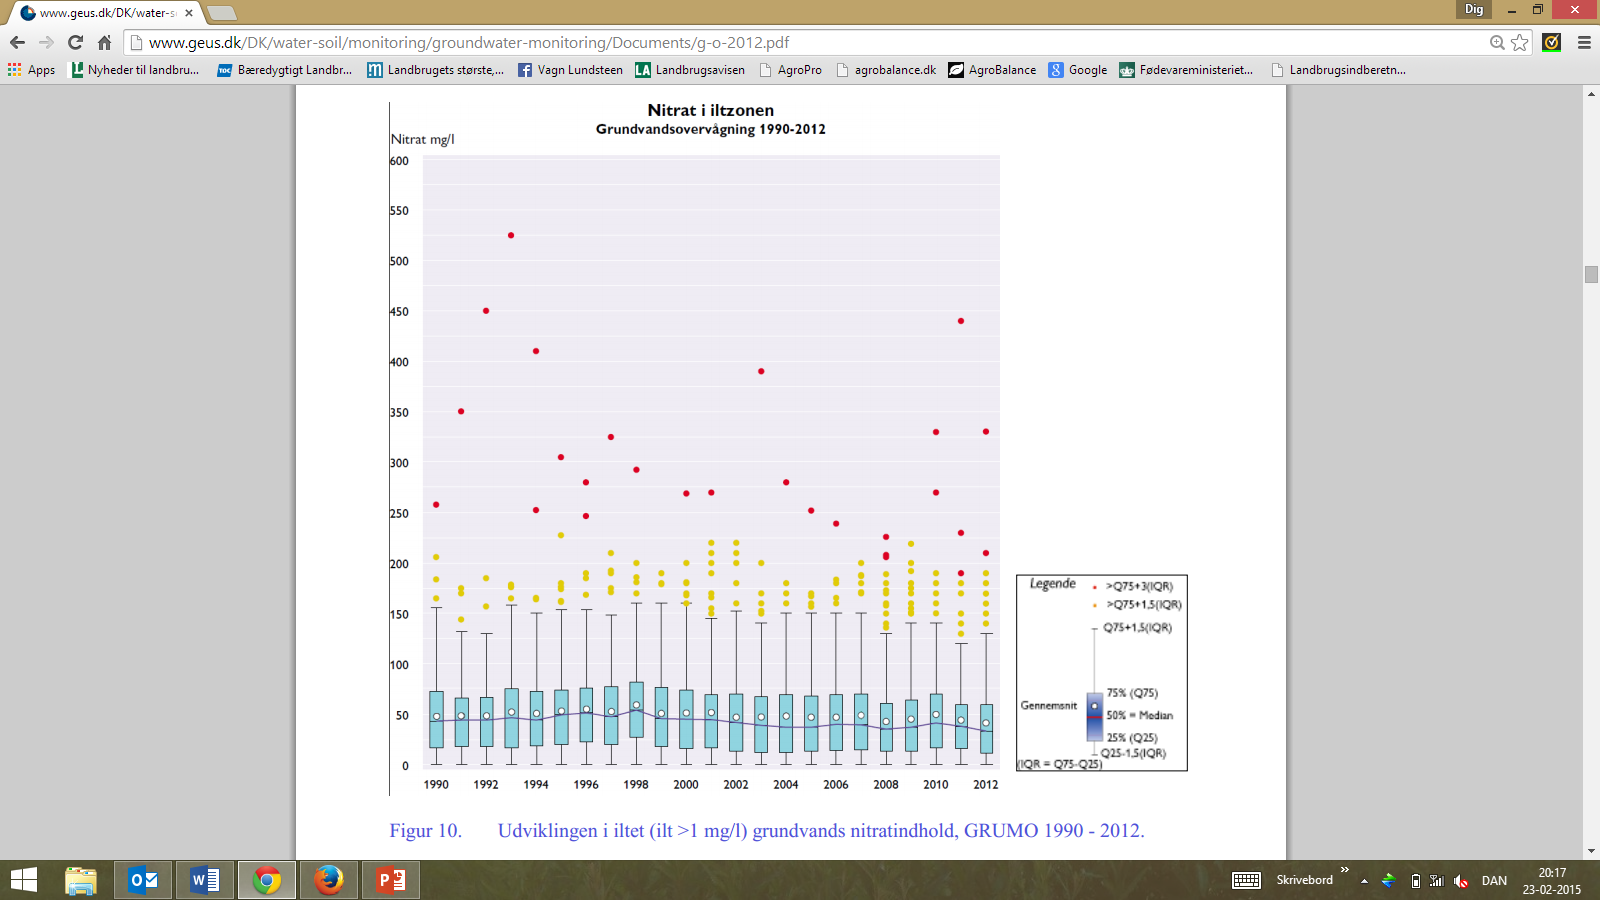 www.geus.dk/DK/water-s
Dig
www.geus.dk/DK/water-soil/monitoring/groundwater-monitoring/Documents/g-o-2012.pdf
Apps Nyheder til landbru... TDC Bæredygtigt Landbr... Landbrugets største,... Vagn Lundsteen LA Landbrugsavisen AgroPro agrobalance.dk AgroBalance Google Fødevareministeriet... Landbrugsindberetn...
Nitrat i iltzonen
Grundvandsovervågning 1990-2012
Nitrat mg/l
600
550
500
450
400
350
300
250
200
150
100
50
0
1990 1992 1994 1996 1998 2000 2002 2004 2006 2008 2010 2012
Legende
>Q75+3(IQR)
>Q75+1,5(IQR)
Q75+1,5(IQR)
75% (Q75)
Gennemsnit
50% = Median
25% (Q25)
Q25-1,5(IQR)
(IQR = Q75-Q25)
Figur 10. Udviklingen i iltet (ilt >1 mg/l) grundvands nitratindhold, GRUMO 1990 - 2012.
Skrivebord
DAN
20:17
23-02-2015